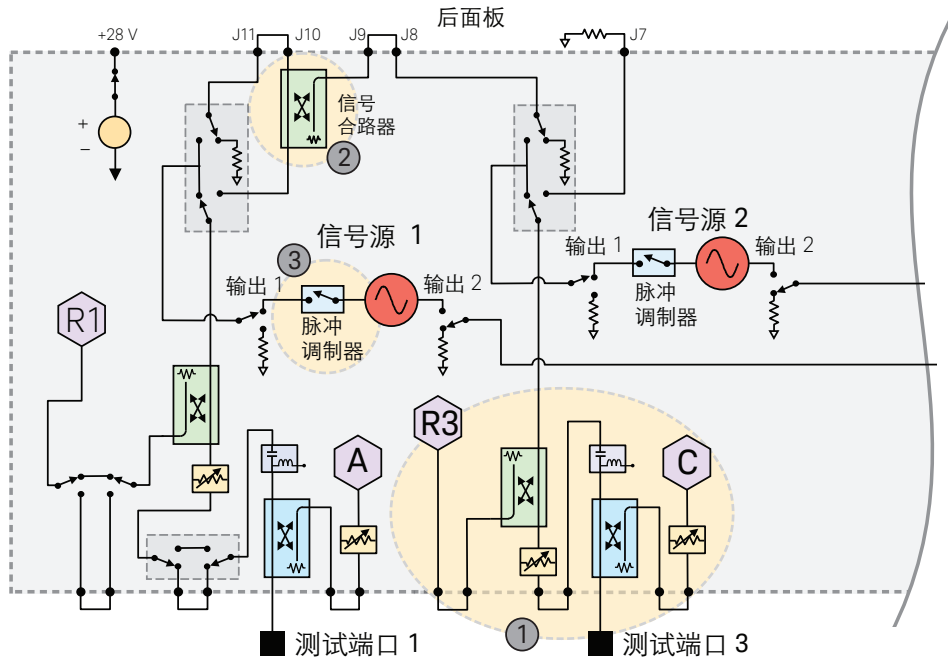 后面板
+28 V
J11
J10
J9
J8
J7
+
−
信号
合路器
2
信号源 1
3
输出 1
输出 2
脉冲
调制器
信号源 2
输出 1
输出 2
脉冲
调制器
R1
A
R3
C
1
测试端口 1
测试端口 3